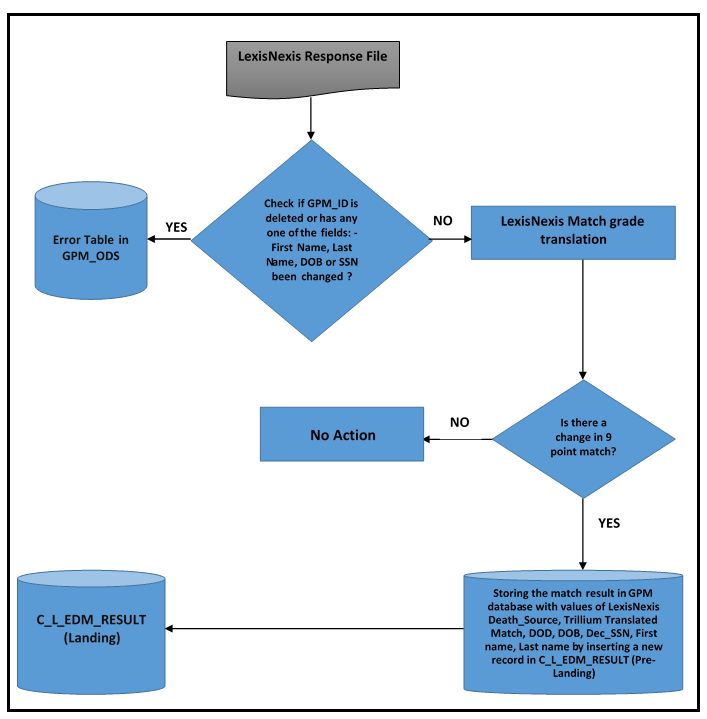 LexisNexis Response File
Check if GPM_ID is
deleted or has any
one of the fields: -
First Name, Last
Name, DOB or SSN
been changed ?
YES
NO
Error Table in
GPM_ODS
LexisNexis Match grade
translation
Is there a
change in 9
point match?
NO
No Action
YES
Storing the match result in GPM
database with values of LexisNexis
Death_Source, Trillium Translated
Match, DOD, DOB, Dec_SSN, First
name, Last name by inserting a new
record in C_L_EDM_RESULT (Pre-
Landing)
C_L_EDM_RESULT
(Landing)